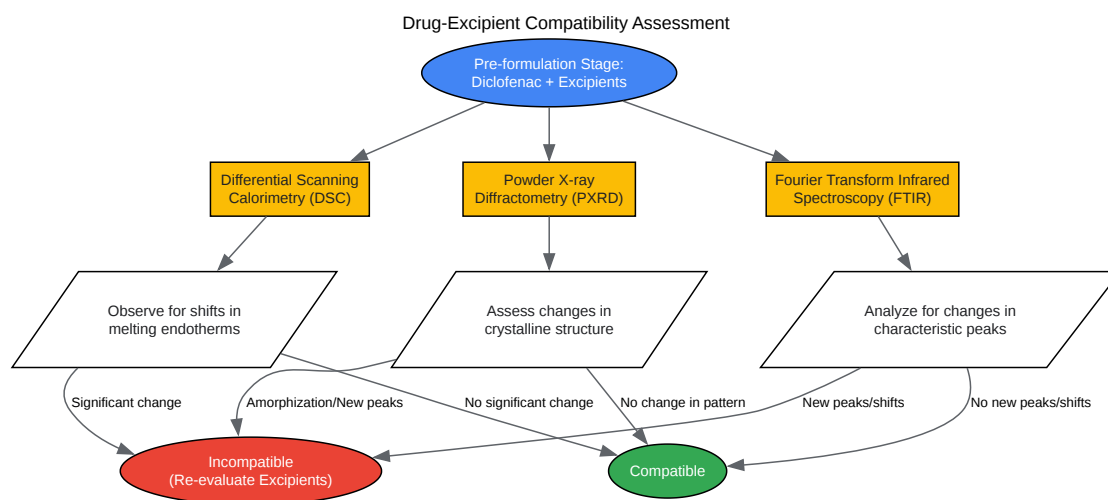 Drug-Excipient Compatibility Assessment
Pre-formulation Stage:
Diclofenac + Excipients
Differential Scanning
Calorimetry (DSC)
Powder X-ray
Diffractometry (PXRD)
Fourier Transform Infrared
Spectroscopy (FTIR)
Observe for shifts in
melting endotherms
Assess changes in
crystalline structure
Analyze for changes in
characteristic peaks
Significant change
Amorphization/New peaks
No significant change
No change in pattern
New peaks/shifts
No new peaks/shifts
Incompatible
(Re-evaluate Excipients)
Compatible